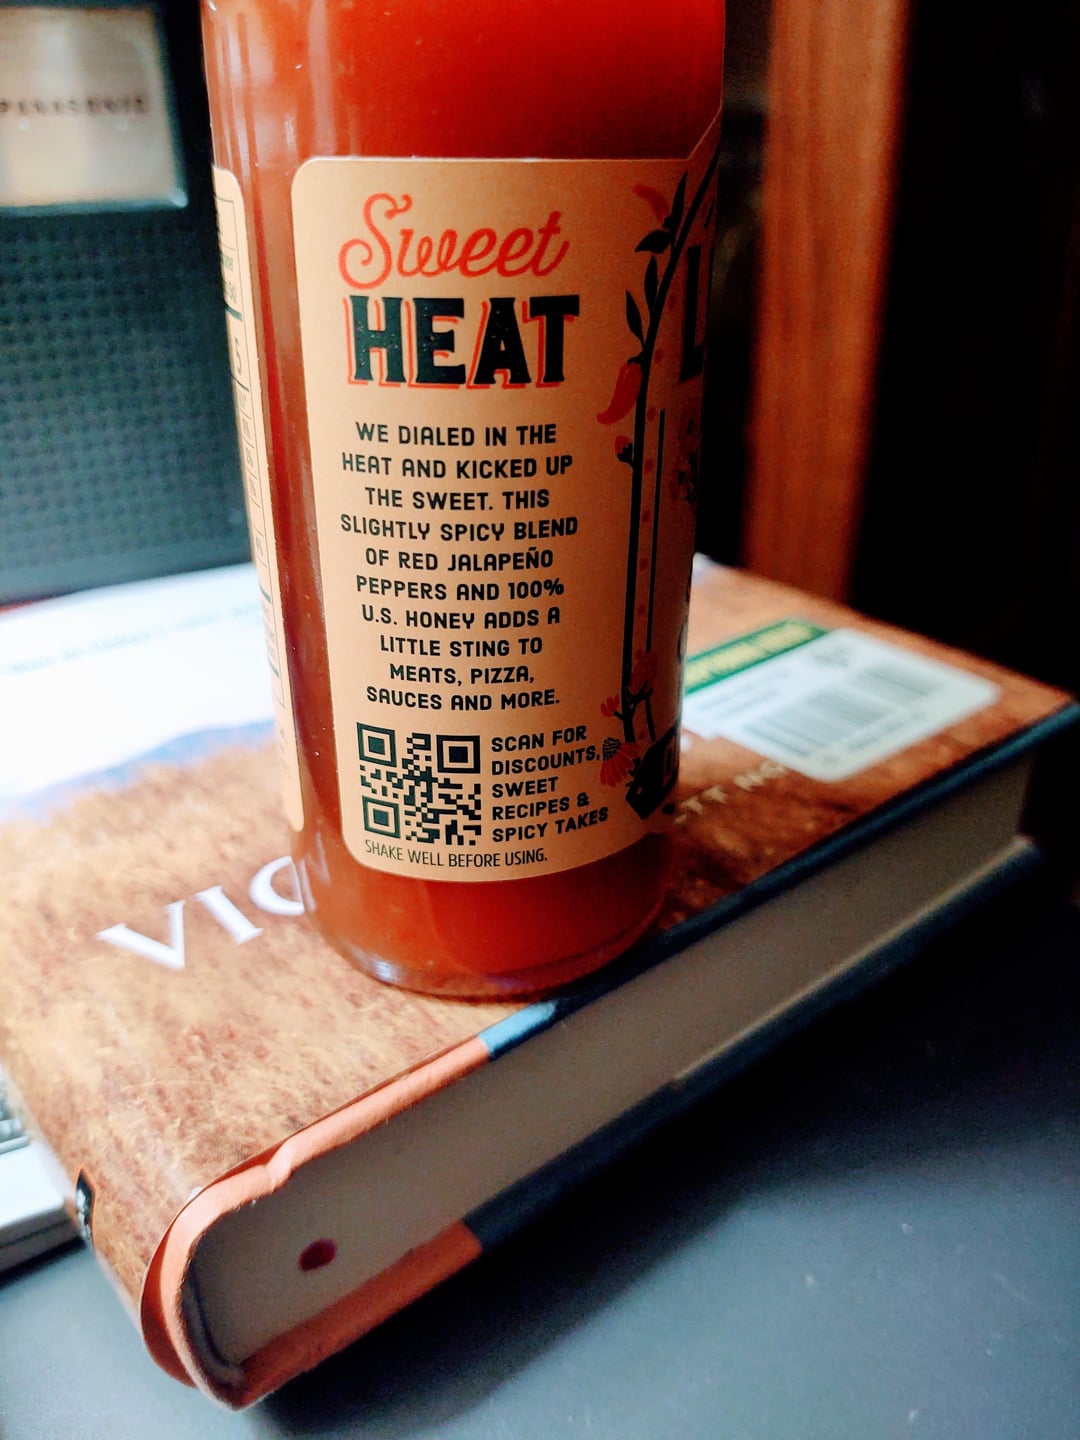 PANASONIC
Sweet
HEAT
WE DIALED IN THE
HEAT AND KICKED UP
THE SWEET. THIS
SLIGHTLY SPICY BLEND
OF RED JALAPEÑO
PEPPERS AND 100%
U.S. HONEY ADDS A
LITTLE STING TO
MEATS, PIZZA,
SAUCES AND MORE.
SCAN FOR
DISCOUNTS,
SWEET
RECIPES &
SPICY TAKES
SHAKE WELL BEFORE USING.